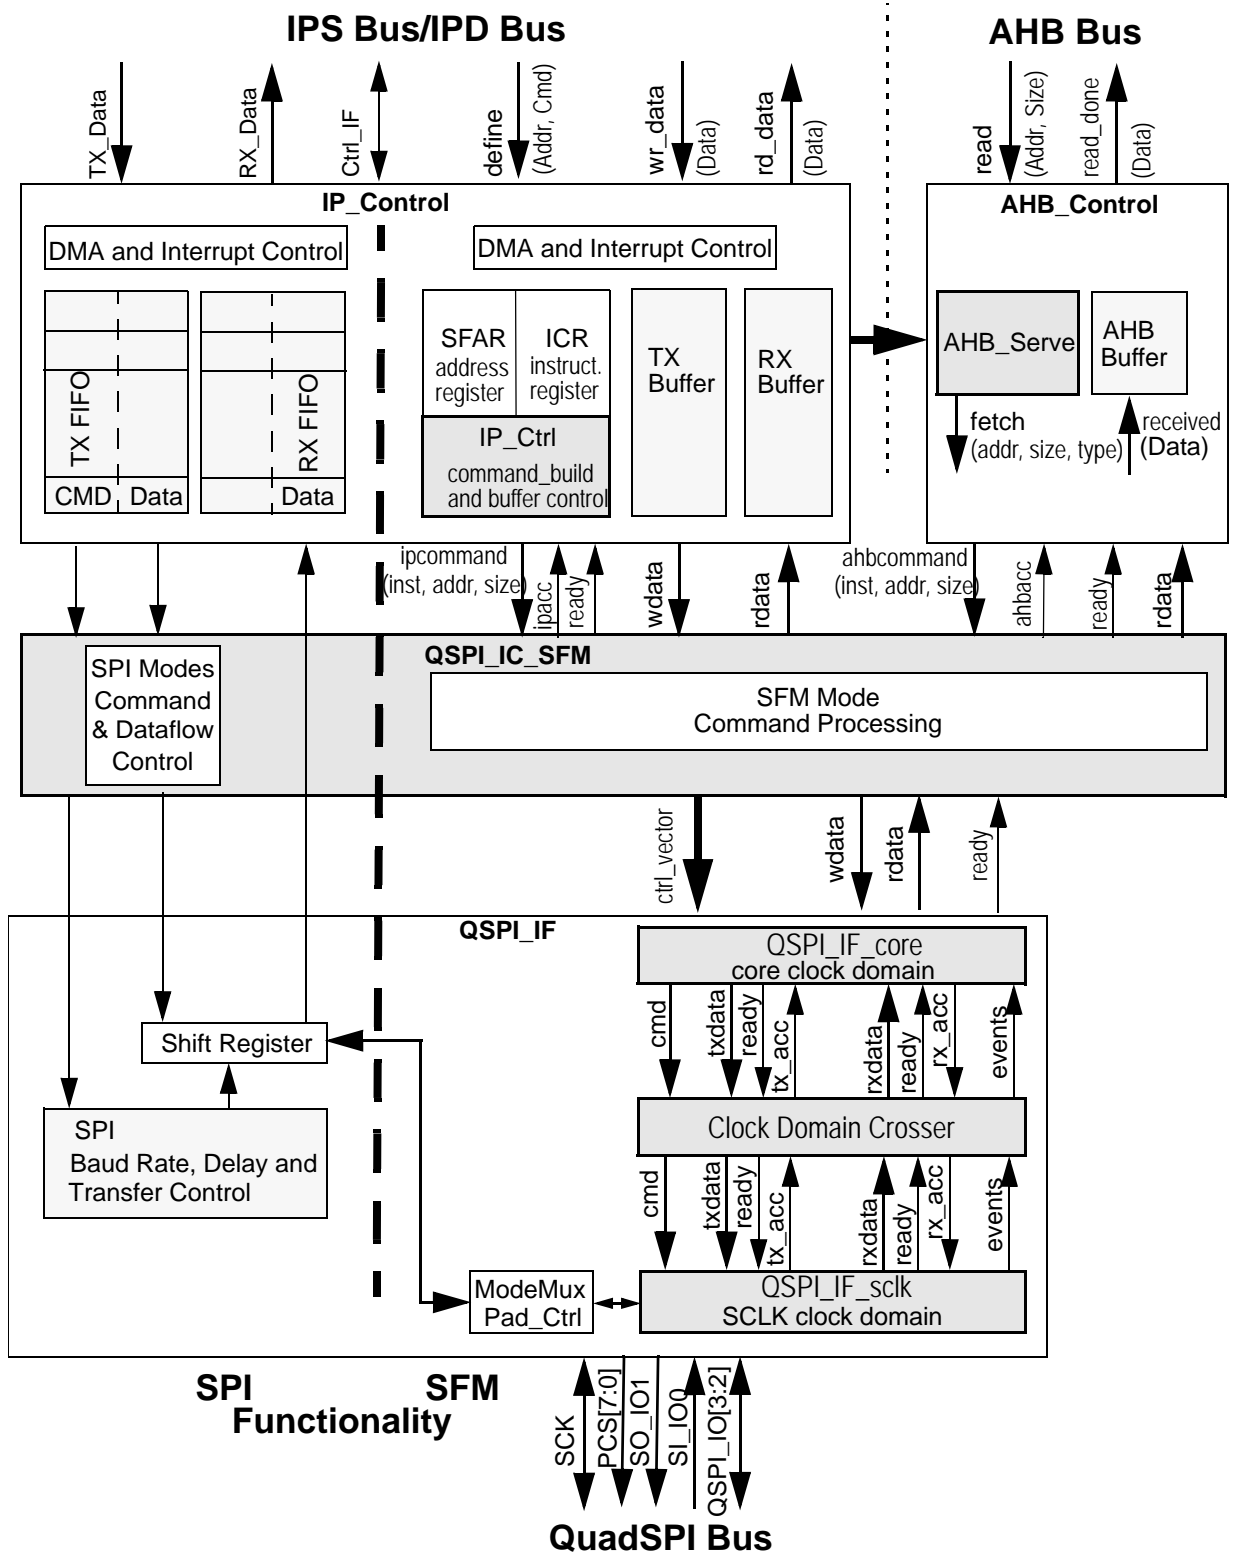 IPS Bus/IPD Bus
AHB Bus
TX_Data
RX_Data
Ctrl_IF
define
(Addr, Cmd)
wr_data
(Data)
rd_data
(Data)
read
(Addr, Size)
read_done
(Data)
IP_Control
AHB_Control
DMA and Interrupt Control
DMA and Interrupt Control
TX FIFO
CMD
Data
RX FIFO
Data
SFAR
address
register
ICR
instruct.
register
IP_Ctrl
command_build
and buffer control
TX
Buffer
RX
Buffer
AHB_Serve
AHB
Buffer
fetch
(addr, size, type)
received
(Data)
ipcommand
(inst, addr, size)
ipacc
ready
wdata
rdata
ahbcommand
(inst, addr, size)
ahbacc
ready
rdata
QSPI_IC_SFM
SPI Modes
Command
& Dataflow
Control
SFM Mode
Command Processing
ctrl_vector
wdata
rdata
ready
QSPI_IF
QSPI_IF_core
core clock domain
cmd
txdata
ready
tx_acc
rxdata
ready
rx_acc
events
Shift Register
Clock Domain Crosser
SPI
Baud Rate, Delay and
Transfer Control
cmd
txdata
ready
tx_acc
rxdata
ready
rx_acc
events
ModeMux
Pad_Ctrl
QSPI_IF_sclk
SCLK clock domain
SPI
SFM
Functionality
SCK
PCS[7:0]
SO_IO1
SI_IO0
QSPI_IO[3:2]
QuadSPI Bus